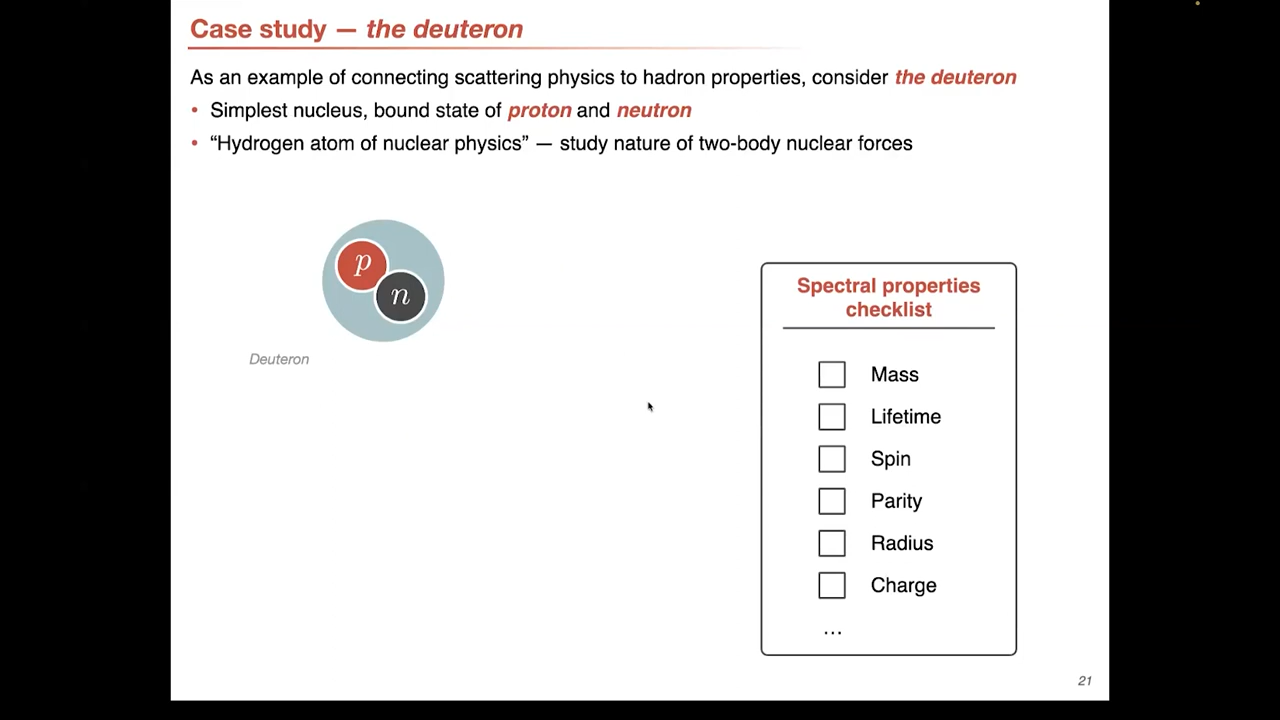 Case study — the deuteron
As an example of connecting scattering physics to hadron properties, consider the deuteron
• Simplest nucleus, bound state of proton and neutron
• “Hydrogen atom of nuclear physics” — study nature of two-body nuclear forces
p
n
Deuteron
Spectral properties
checklist
Mass
Lifetime
Spin
Parity
Radius
Charge
...
21